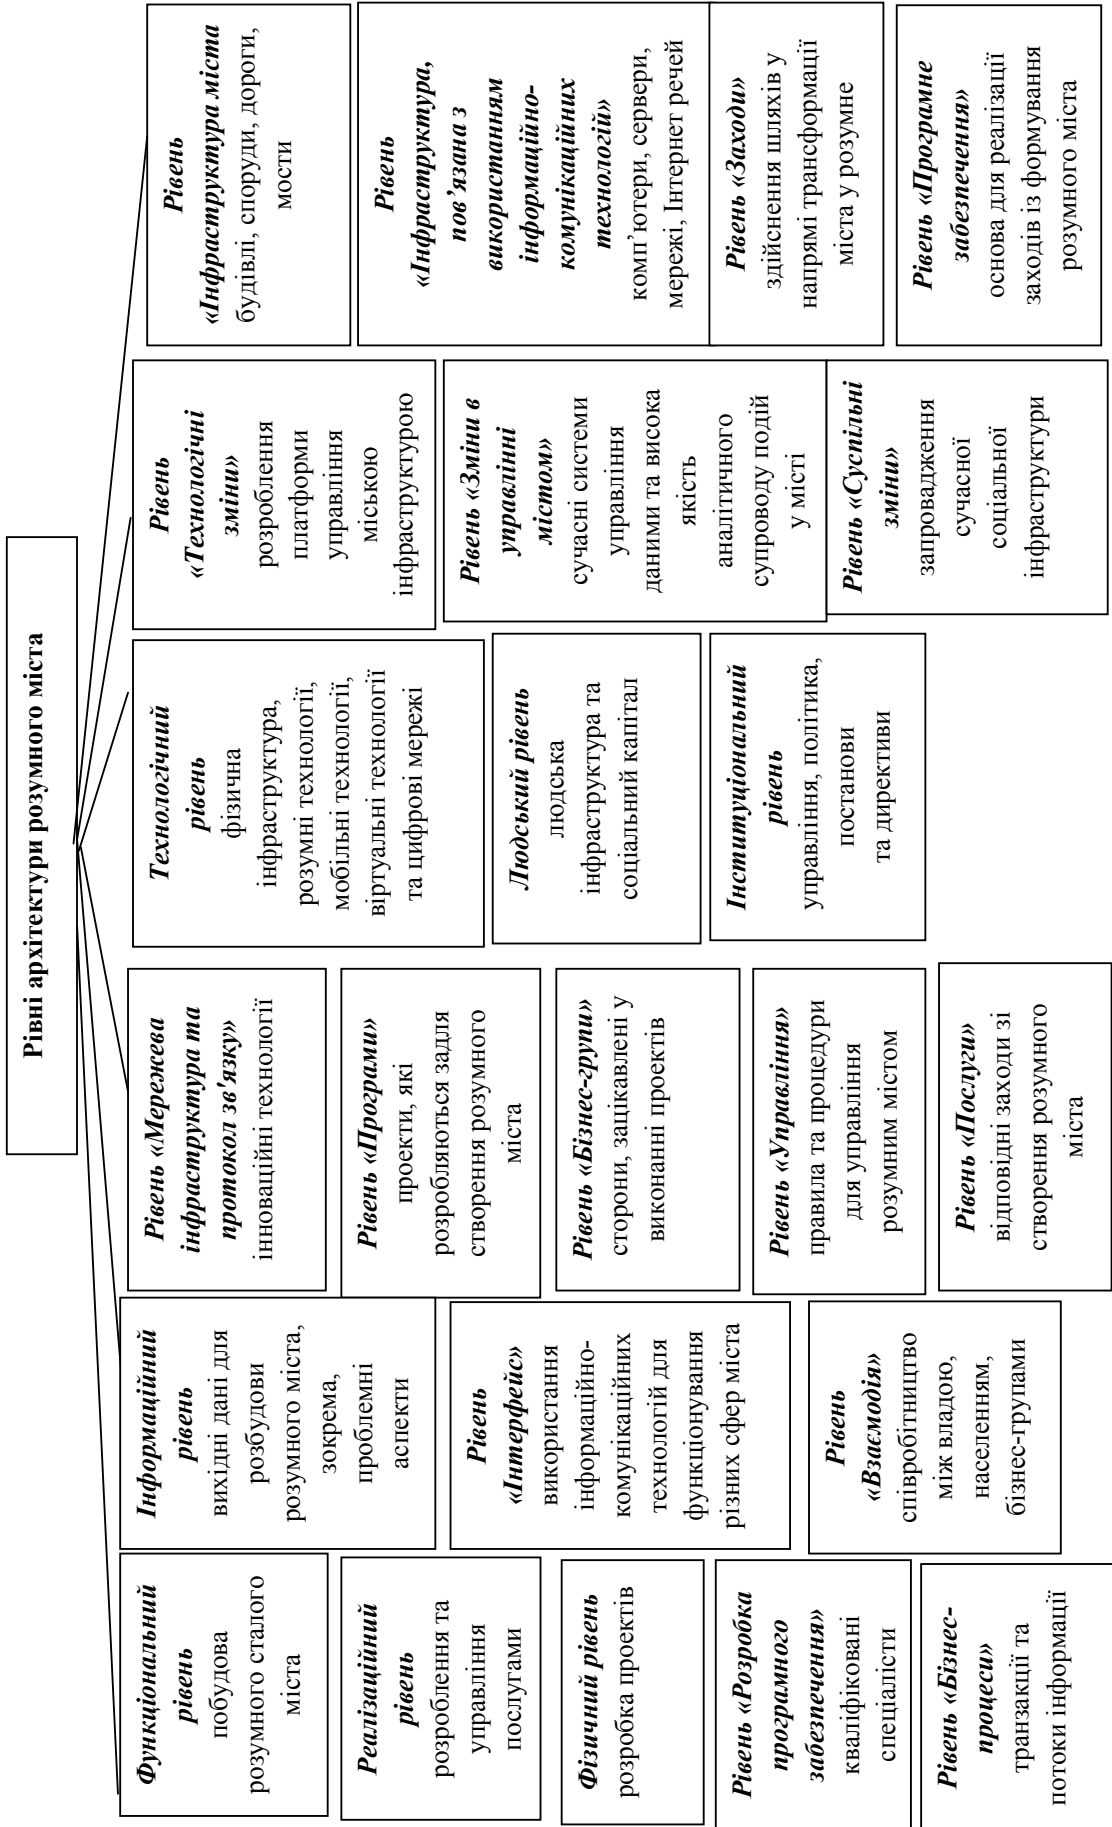 Рівні архітектури розумного міста
Функціональний
рівень
побудова
розумного сталого
міста
Реалізаційний
рівень
розроблення та
управління
послугами
Фізичний рівень
розробка проектів
Рівень «Розробка
програмного
забезпечення»
кваліфіковані
спеціалісти
Рівень «Бізнес-
процеси»
транзакції та
потоки інформації
Інформаційний
рівень
вихідні дані для
розбудови
розумного міста,
зокрема,
проблемні
аспекти
Рівень
«Інтерфейс»
використання
інформаційно-
комунікаційних
технологій для
функціонування
різних сфер міста
Рівень
«Взаємодія»
співробітництво
між владою,
населенням,
бізнес-групами
Рівень «Мережева
інфраструктура та
протокол зв'язку»
інноваційні технології
Рівень «Програми»
проекти, які
розробляються задля
створення розумного
міста
Рівень «Бізнес-групи»
сторони, зацікавлені у
виконанні проектів
Рівень «Управління»
правила та процедури
для управління
розумним містом
Рівень «Послуги»
відповідні заходи зі
створення розумного
міста
Технологічний
рівень
фізична
інфраструктура,
розумні технології,
мобільні технології,
віртуальні технології
та цифрові мережі
Людський рівень
людська
інфраструктура та
соціальний капітал
Інституціональний
рівень
управління, політика,
постанови
та директиви
Рівень
«Технологічні
зміни»
розроблення
платформи
управління
міською
інфраструктурою
Рівень «Зміни в
управлінні
містом»
сучасні системи
управління
даними та висока
якість
аналітичного
супроводу подій
у місті
Рівень «Суспільні
зміни»
запровадження
сучасної
соціальної
інфраструктури
Рівень
«Інфраструктура міста
будівлі, споруди, дороги,
мости
Рівень
«Інфраструктура,
пов'язана з
використанням
інформаційно-
комунікаційних
технологій»
комп'ютери, сервери,
мережі, Інтернет речей
Рівень «Заходи»
здійснення шляхів у
напрямі трансформації
міста у розумне
Рівень «Програмне
забезпечення»
основа для реалізації
заходів із формування
розумного міста